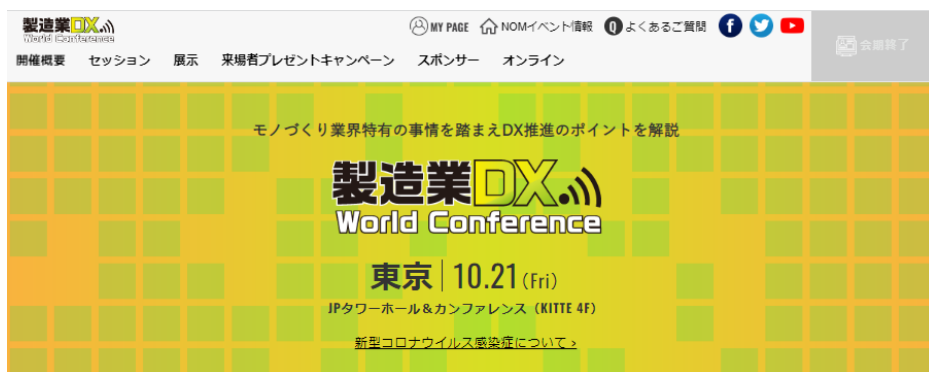 製造業DX
World Conference
MY PAGE NOMイベント情報 Q よくあるご質問 f
会期終了
開催概要 セッション 展示 来場者プレゼントキャンペーン スポンサー オンライン
モノづくり業界特有の事情を踏まえDX推進のポイントを解説
製造業DX
World Conference
東京 | 10.21 (Fri)
JPタワーホール&カンファレンス（KITTE 4F）
新型コロナウイルス感染症について >